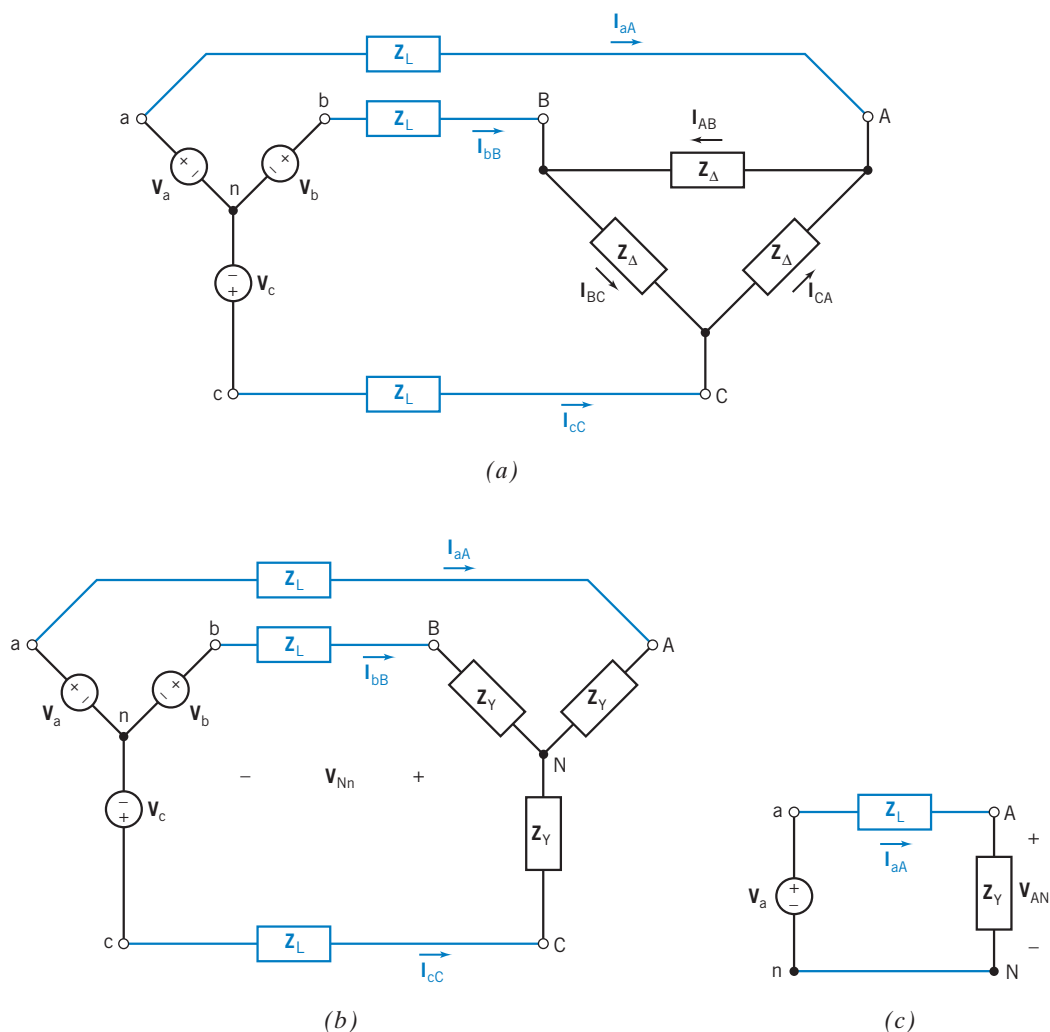 I_aA
Z_L
a
b
Z_L
I_bB
B
A
I_AB
Z_Δ
+
−
V_a
n
−
+
V_b
Z_Δ
Z_Δ
I_BC
I_CA
−
+
V_c
c
Z_L
I_cC
C
(a)
I_aA
Z_L
a
b
Z_L
I_bB
B
A
+
−
V_a
n
−
+
V_b
Z_Y
Z_Y
N
− V_Nn +
−
+
V_c
Z_Y
c
Z_L
I_cC
C
(b)
a
Z_L
A
I_aA
+
V_a
+
−
Z_Y
V_AN
−
n
N
(c)